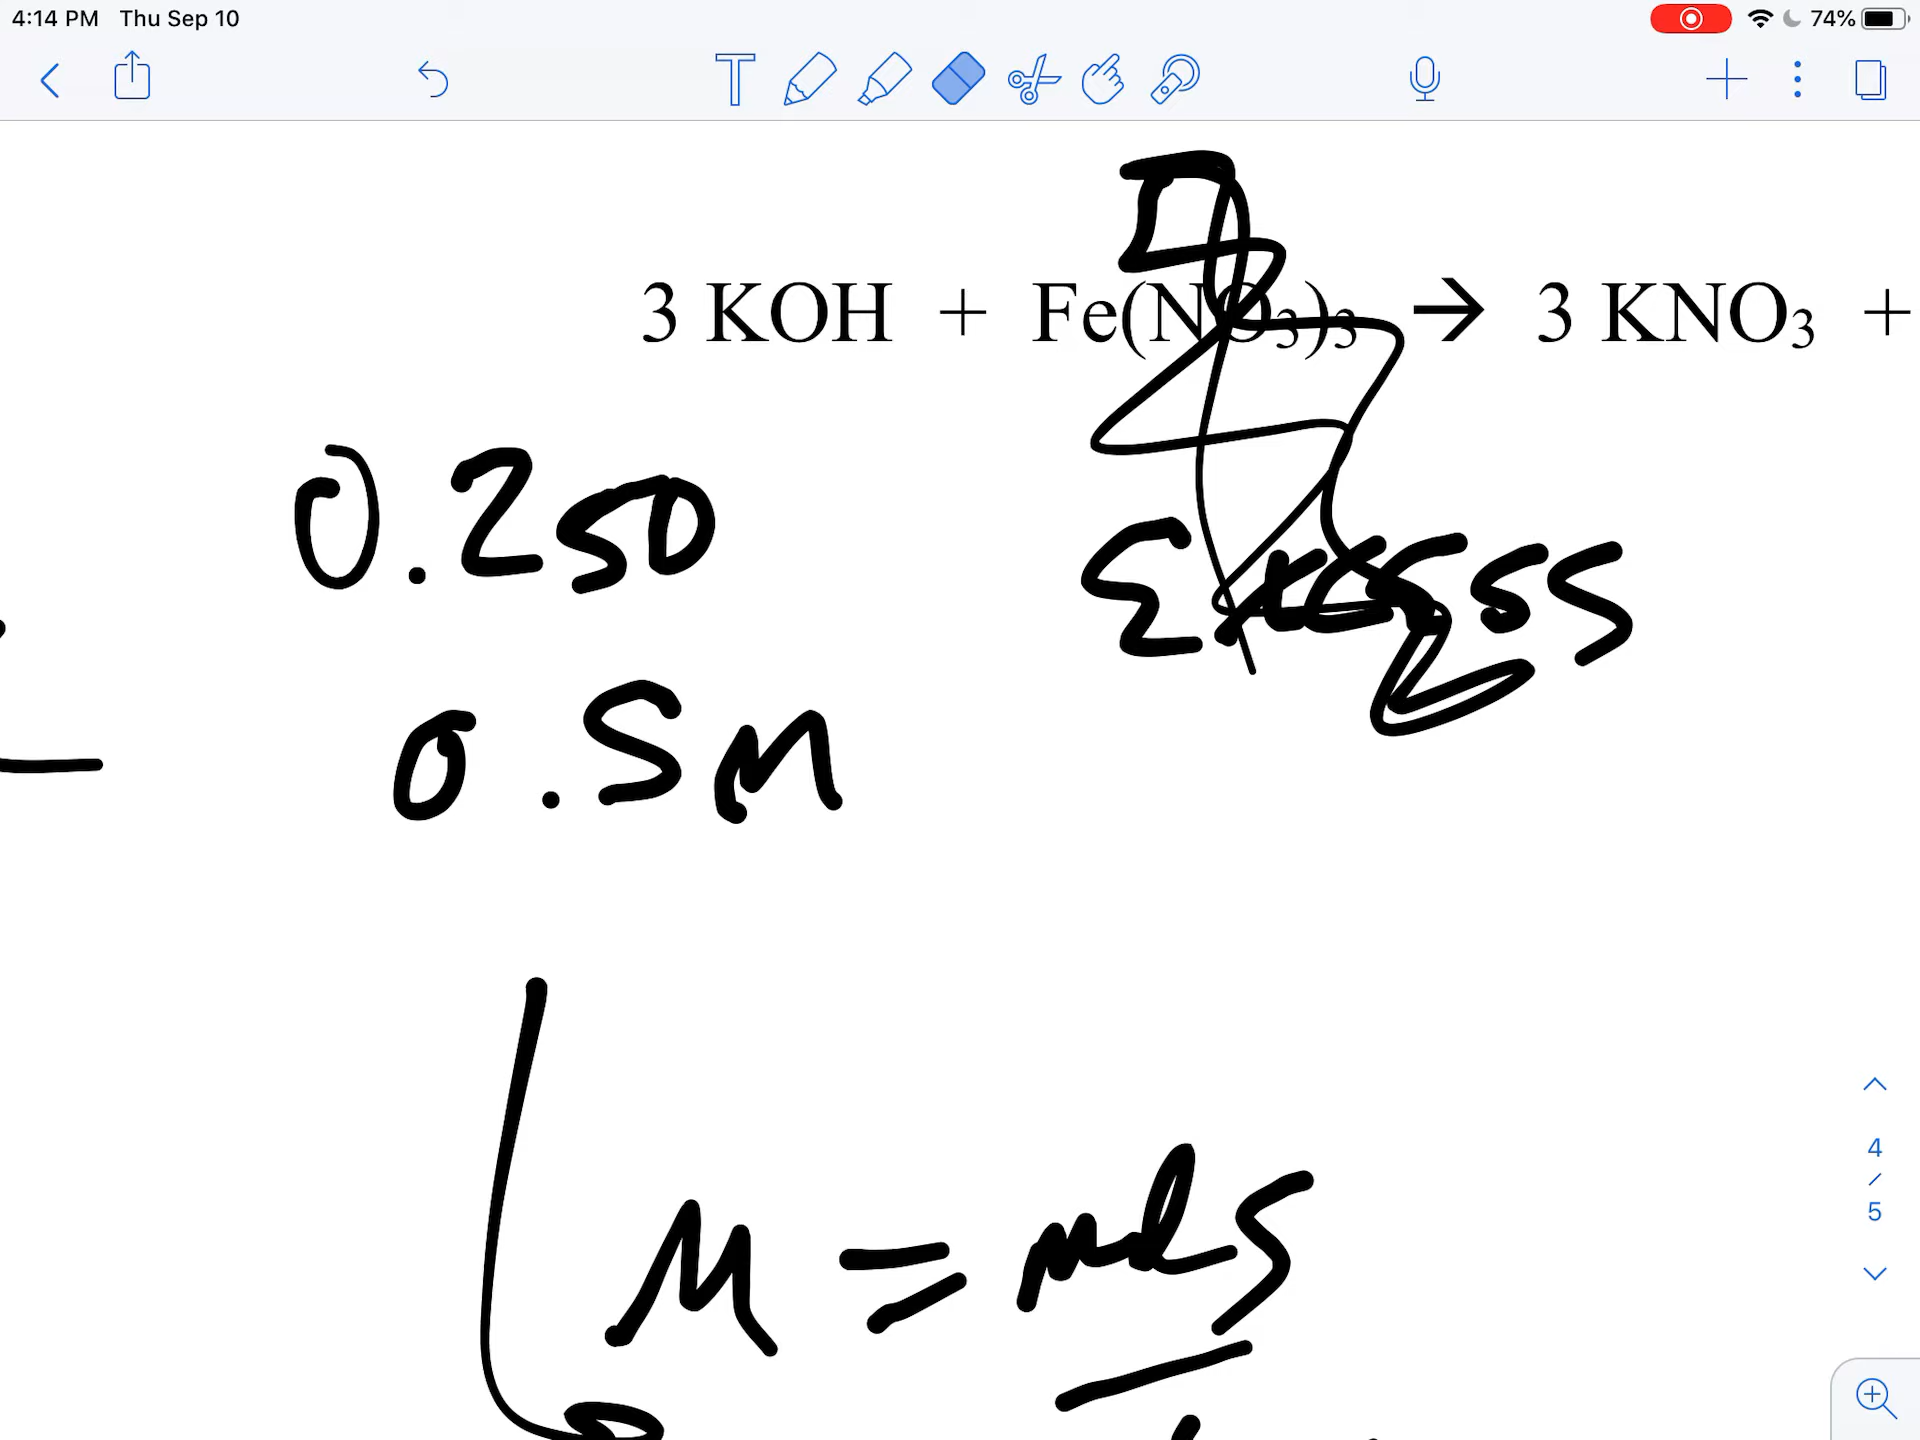 4:14 PM Thu Sep 10
74%
3 KOH + Fe(NO₃)₃ → 3 KNO₃ +
0.250
Excess
0.5M
M = mols
4
/
5